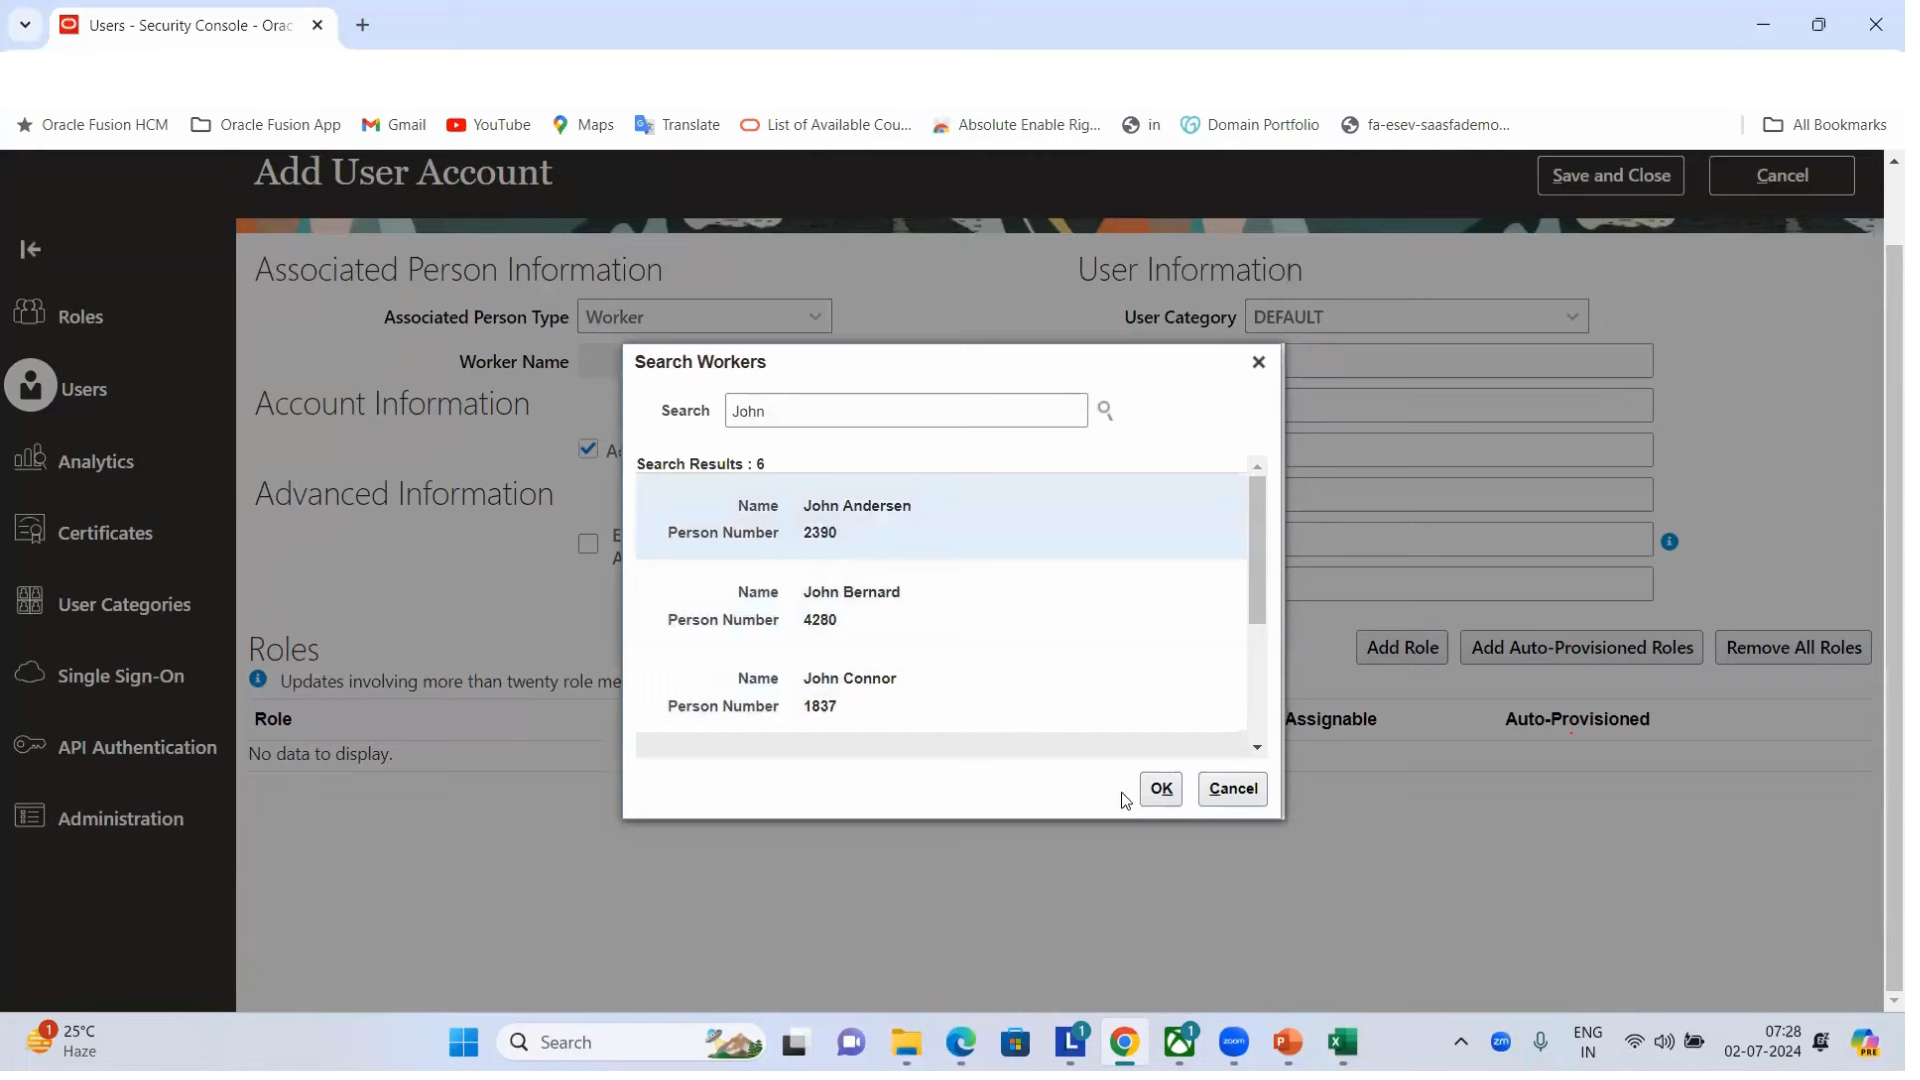 Users - Security Console - Orac
Oracle Fusion HCM
Oracle Fusion App
Gmail
YouTube
Maps
Translate
List of Available Cou...
Absolute Enable Rig...
in
Domain Portfolio
fa-esev-saasfademo...
All Bookmarks
Add User Account
Save and Close
Cancel
Roles
Users
Analytics
Certificates
User Categories
Single Sign-On
API Authentication
Administration
Associated Person Information
User Information
Associated Person Type Worker
User Category DEFAULT
Worker Name
Account Information
Advanced Information
Search Workers
Search John
Search Results : 6
Name John Andersen
Person Number 2390
Name John Bernard
Person Number 4280
Name John Connor
Person Number 1837
OK Cancel
Roles
Add Role
Add Auto-Provisioned Roles
Remove All Roles
Updates involving more than twenty role me
Role
Assignable
Auto-Provisioned
No data to display.
1
25°C
Haze
Search
L
1
1
zoom
P
X
zm
ENG
IN
07:28
02-07-2024
PRE